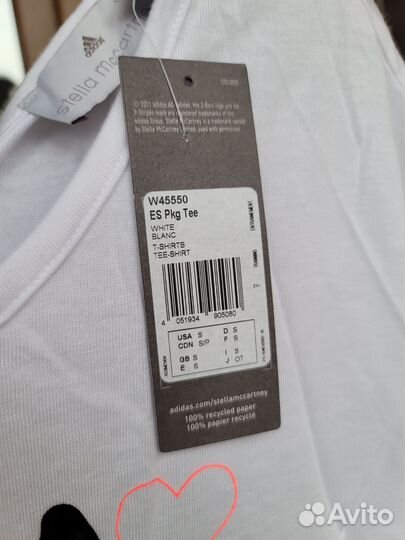 adidas
stella mccartney
© 2011 adidas AG. adidas, the 3-Bars logo and the
3-Stripes mark are registered trademarks of the
adidas Group. Stella McCartney is a trademark owned by
Stella McCartney Limited, used with permission.
W45550
ES Pkg Tee
WHITE
BLANC
T-SHIRTS
TEE-SHIRT
TRAINING
4 051934 905080
USA S D S
CDN S/P F S
GB S I S
E S J OT
adidas.com/stellamccartney
100% recycled paper
100% papier recyclé
Avito